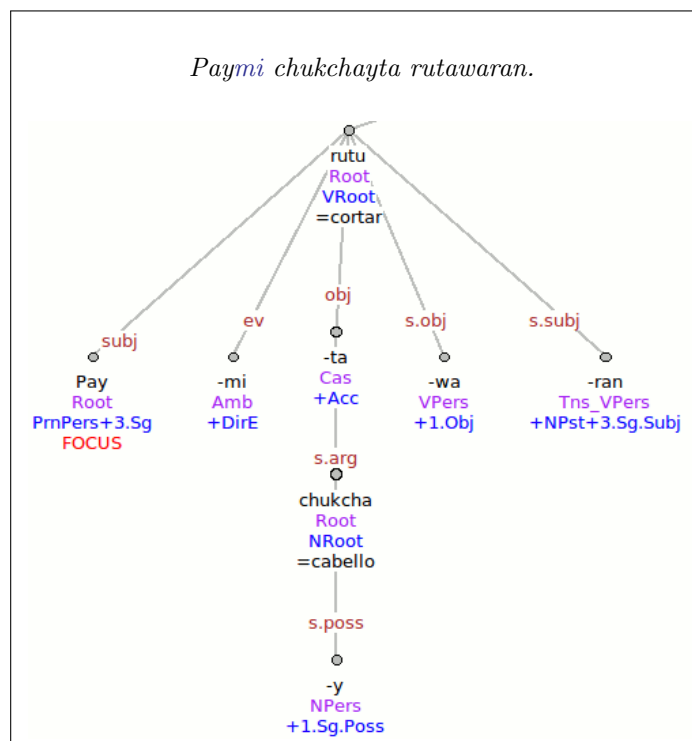 Paymi chukchayta rutawaran.
rutu
Root
VRoot
=cortar
subj
ev
obj
s.obj
s.subj
Pay
Root
PrnPers+3.Sg
FOCUS
-mi
Amb
+DirE
-ta
Cas
+Acc
-wa
VPers
+1.Obj
-ran
Tns_VPers
+NPst+3.Sg.Subj
s.arg
chukcha
Root
NRoot
=cabello
s.poss
-y
NPers
+1.Sg.Poss